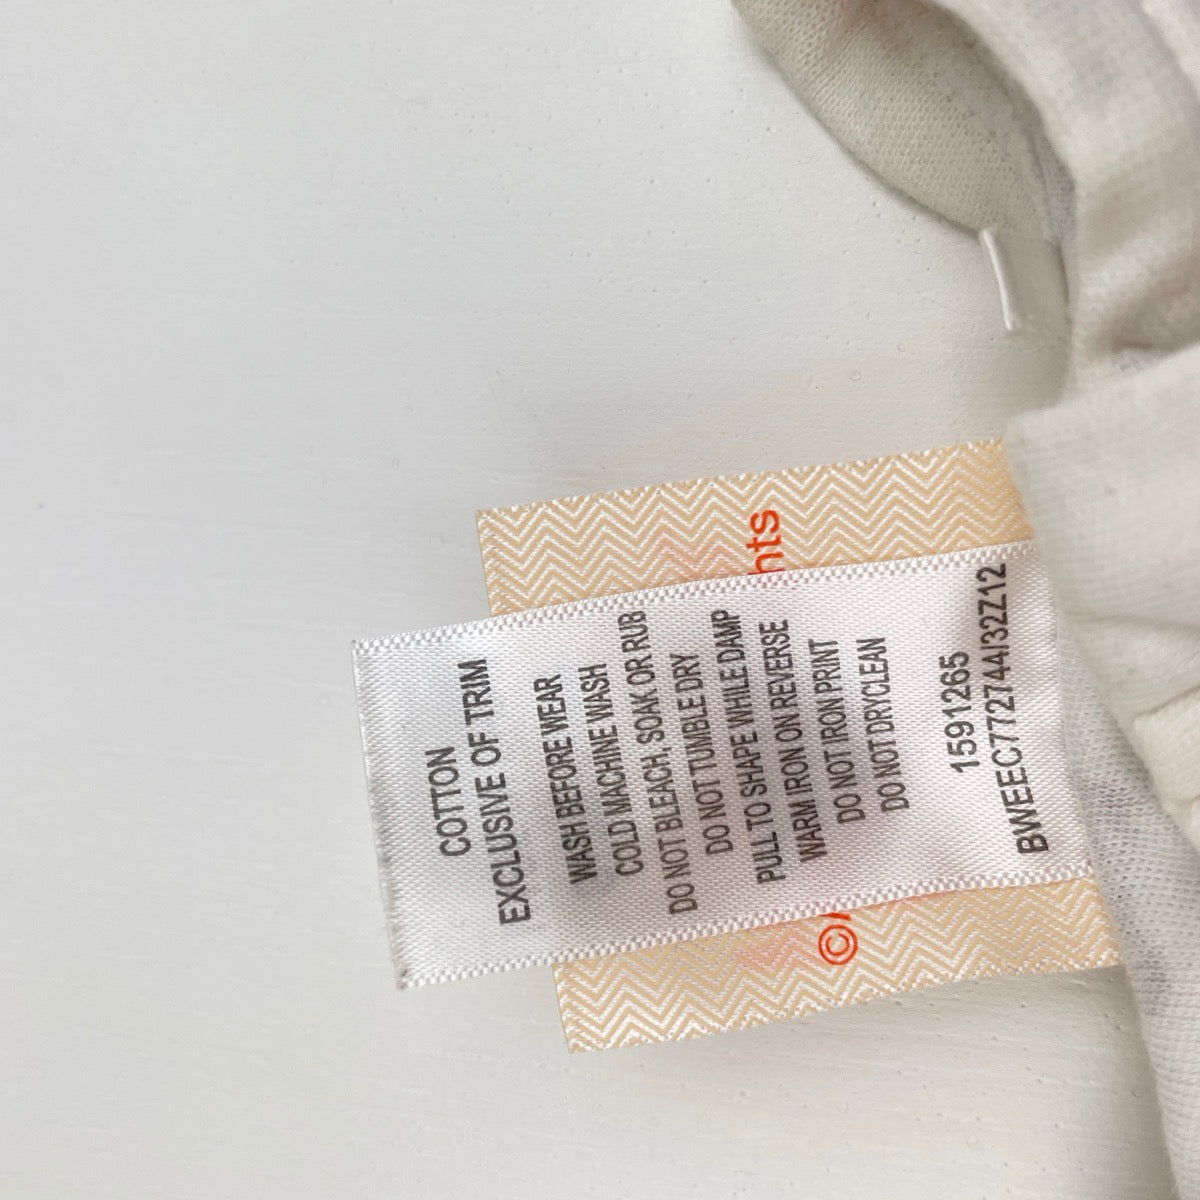 COTTON
EXCLUSIVE OF TRIM
WASH BEFORE WEAR
COLD MACHINE WASH
DO NOT BLEACH, SOAK OR RUB
DO NOT TUMBLE DRY
PULL TO SHAPE WHILE DAMP
WARM IRON ON REVERSE
DO NOT IRON PRINT
DO NOT DRYCLEAN
1591265
BWEEC772744/32Z12
©
hts